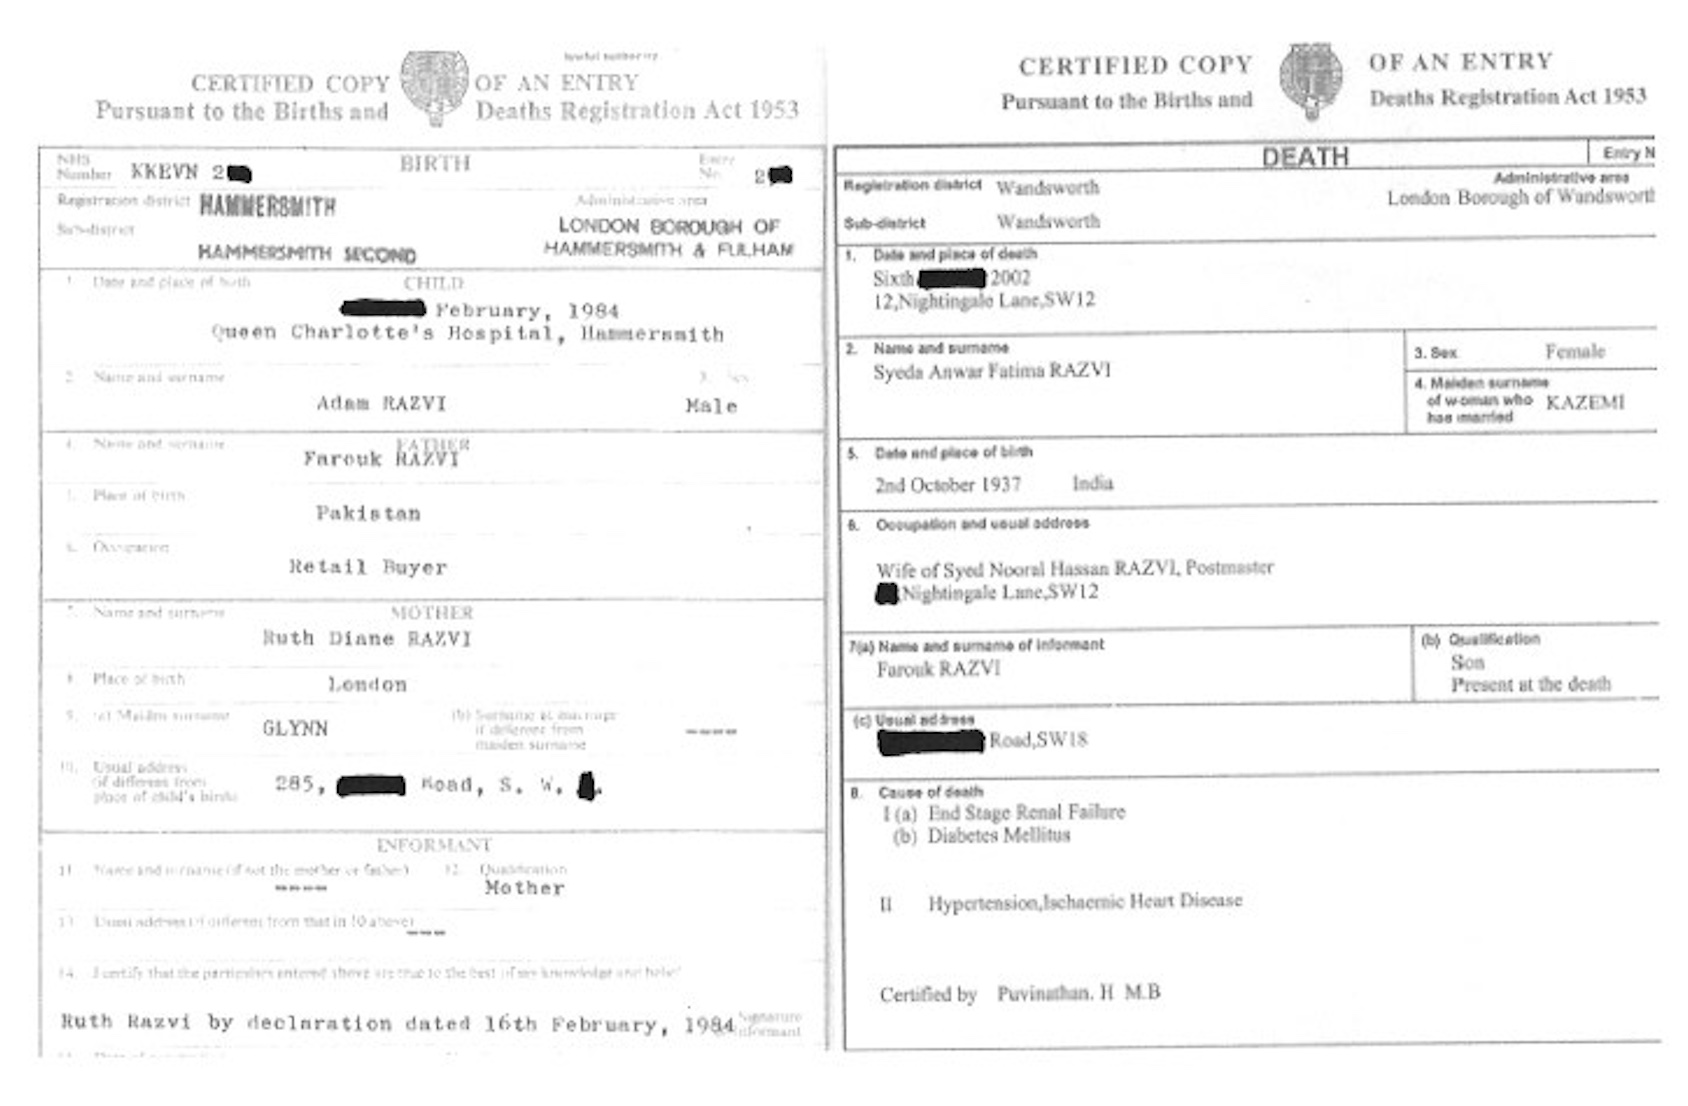 lawful authority
CERTIFIED COPY OF AN ENTRY
Pursuant to the Births and Deaths Registration Act 1953
NHS Number KKEVN 2
BIRTH
Entry No. 2
Registration district HAMMERSMITH
Administrative area
Sub-district
LONDON BOROUGH OF
HAMMERSMITH SECOND
HAMMERSMITH & FULHAM
1. Date and place of birth
CHILD
February, 1984
Queen Charlotte's Hospital, Hammersmith
2. Name and surname
3. Sex
Adam RAZVI
Male
4. Name and surname
FATHER
Farouk RAZVI
5. Place of birth
Pakistan
6. Occupation
Retail Buyer
7. Name and surname
MOTHER
Ruth Diane RAZVI
8. Place of birth
London
9. (a) Maiden surname
GLYNN
(b) Surname at marriage
if different from
maiden surname
----
10. Usual address
(if different from
place of child's birth)
285, Road, S. W.
INFORMANT
11. Name and surname (if not the mother or father)
----
12. Qualification
Mother
13. Usual address (if different from that in 10 above)
---
14. I certify that the particulars entered above are true to the best of my knowledge and belief
Ruth Razvi by declaration dated 16th February, 1984
Signature
of informant
CERTIFIED COPY OF AN ENTRY
Pursuant to the Births and Deaths Registration Act 1953
DEATH
Entry N
Registration district Wandsworth
Administrative area
London Borough of Wandsworth
Sub-district Wandsworth
1. Date and place of death
Sixth 2002
12,Nightingale Lane,SW12
2. Name and surname
Syeda Anwar Fatima RAZVI
3. Sex Female
4. Maiden surname
of woman who
has married
KAZEMI
5. Date and place of birth
2nd October 1937 India
6. Occupation and usual address
Wife of Syed Nooral Hassan RAZVI, Postmaster
Nightingale Lane,SW12
7(a) Name and surname of informant
Farouk RAZVI
(b) Qualification
Son
Present at the death
(c) Usual address
Road,SW18
8. Cause of death
I (a) End Stage Renal Failure
(b) Diabetes Mellitus
II Hypertension,Ischaemic Heart Disease
Certified by Puvinathan. H M.B